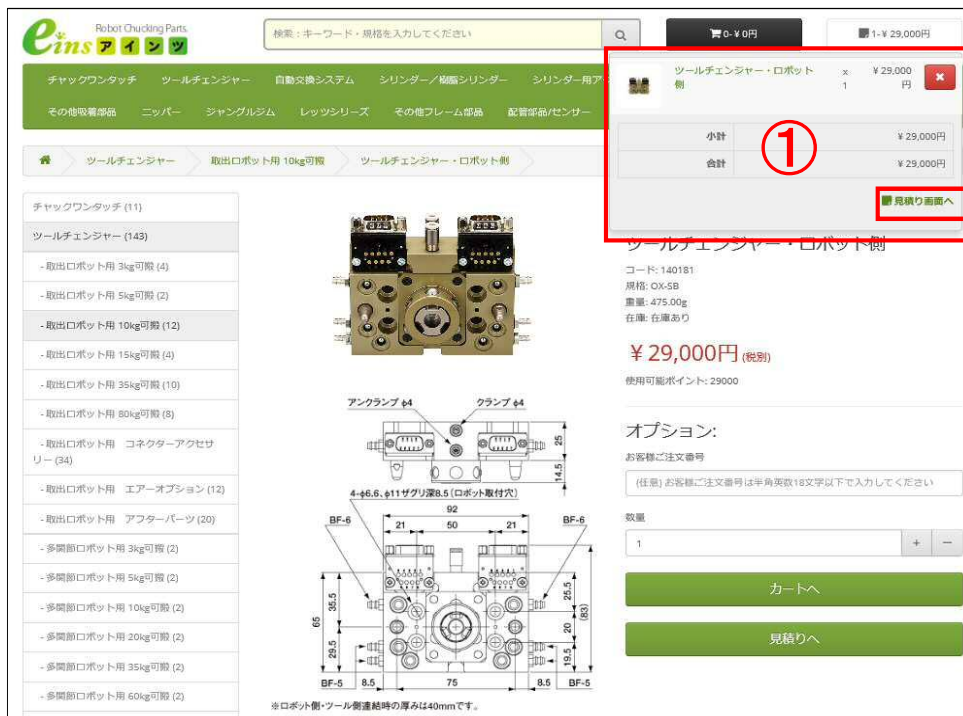 Robot Chucking Parts
eins アインツ
検索：キーワード・規格を入力してください
0-¥0円
1-¥ 29,000円
チャックワンタッチ ツールチェンジャー 自動交換システム シリンダー／樹脂シリンダー シリンダー用ア
その他吸着部品 ニッパー ジャングルジム レッツシリーズ その他フレーム部品 配管部品/センサー
ツールチェンジャー・ロボット側
x 1
¥ 29,000円
小計 ¥ 29,000円
合計 ¥ 29,000円
①
見積り画面へ
ツールチェンジャー 取出ロボット用 10kg可搬 ツールチェンジャー・ロボット側
チャックワンタッチ (11)
ツールチェンジャー (143)
- 取出ロボット用 3kg可搬 (4)
- 取出ロボット用 5kg可搬 (2)
- 取出ロボット用 10kg可搬 (12)
- 取出ロボット用 15kg可搬 (4)
- 取出ロボット用 35kg可搬 (10)
- 取出ロボット用 80kg可搬 (8)
- 取出ロボット用 コネクターアクセサ
リー (34)
- 取出ロボット用 エアーオプション (12)
- 取出ロボット用 アフターパーツ (20)
- 多関節ロボット用 3kg可搬 (2)
- 多関節ロボット用 5kg可搬 (2)
- 多関節ロボット用 10kg可搬 (2)
- 多関節ロボット用 20kg可搬 (2)
- 多関節ロボット用 35kg可搬 (2)
- 多関節ロボット用 60kg可搬 (2)
アンクランプ φ4 クランプ φ4
25
14.5
4-φ6.6、φ11ザグリ深8.5（ロボット取付穴）
92
BF-6 21 50 21 BF-6
65
35.5
29.5
25.5
20
19.5
(83)
BF-5 8.5 75 8.5 BF-5
※ロボット側・ツール側連結時の厚みは40mmです。
ツールチェンジャー・ロボット側
コード: 140181
規格: OX-SB
重量: 475.00g
在庫: 在庫あり
¥ 29,000円 (税別)
使用可能ポイント: 29000
オプション:
お客様ご注文番号
(任意) お客様ご注文番号は半角英数18文字以下で入力してください
数量
1 + −
カートへ
見積りへ